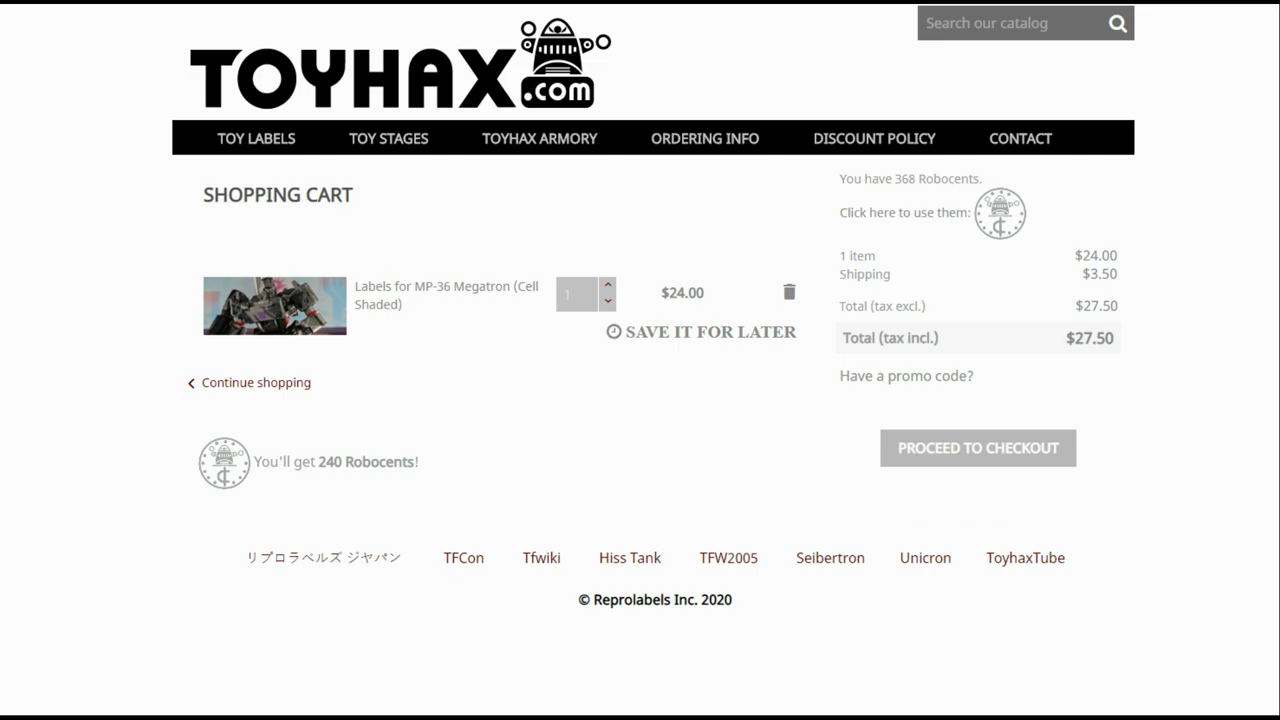 Search our catalog
TOYHAX
.com
TOY LABELS TOY STAGES TOYHAX ARMORY ORDERING INFO DISCOUNT POLICY CONTACT
SHOPPING CART
You have 368 Robocents.
Click here to use them:
1 item $24.00
Shipping $3.50
Total (tax excl.) $27.50
Total (tax incl.) $27.50
Have a promo code?
PROCEED TO CHECKOUT
Labels for MP-36 Megatron (Cell
Shaded)
1
$24.00
SAVE IT FOR LATER
Continue shopping
You'll get 240 Robocents!
リプロラベルズ ジャパン TFCon Tfwiki Hiss Tank TFW2005 Seibertron Unicron ToyhaxTube
© Reprolabels Inc. 2020